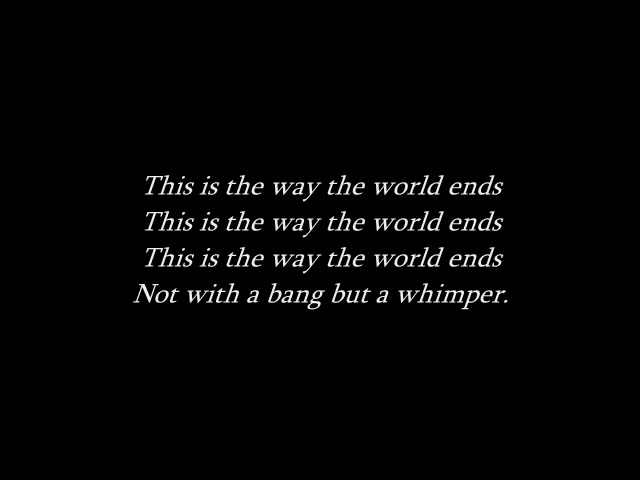 This is the way the world ends
This is the way the world ends
This is the way the world ends
Not with a bang but a whimper.